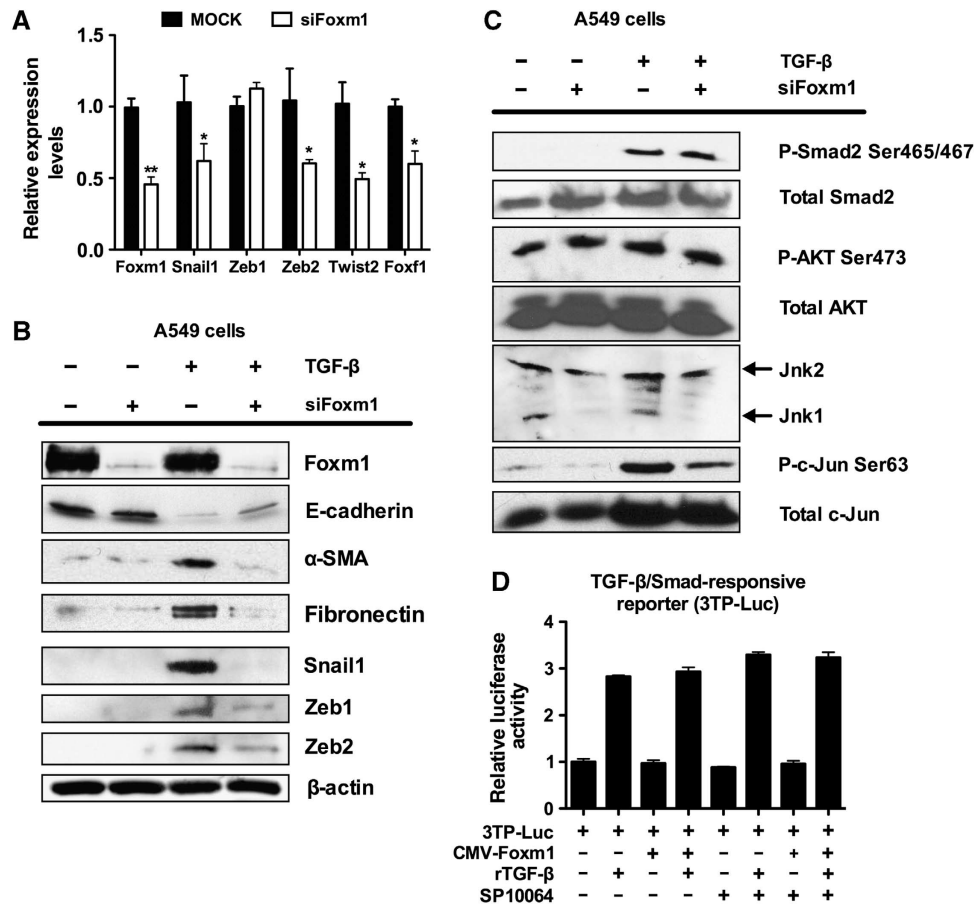 A
MOCK
siFoxm1
Relative expression
levels
1.5
1.0
0.5
0.0
**
*
*
*
*
Foxm1 Snail1 Zeb1 Zeb2 Twist2 Foxf1
B
A549 cells
– – + + TGF-β
– + – + siFoxm1
Foxm1
E-cadherin
α-SMA
Fibronectin
Snail1
Zeb1
Zeb2
β-actin
C
A549 cells
– – + + TGF-β
– + – + siFoxm1
P-Smad2 Ser465/467
Total Smad2
P-AKT Ser473
Total AKT
Jnk2
Jnk1
P-c-Jun Ser63
Total c-Jun
D
TGF-β/Smad-responsive
reporter (3TP-Luc)
Relative luciferase
activity
4
3
2
1
0
3TP-Luc + + + + + + + +
CMV-Foxm1 – – + + – – + +
rTGF-β – + – + – + – +
SP10064 – – – – + + + +